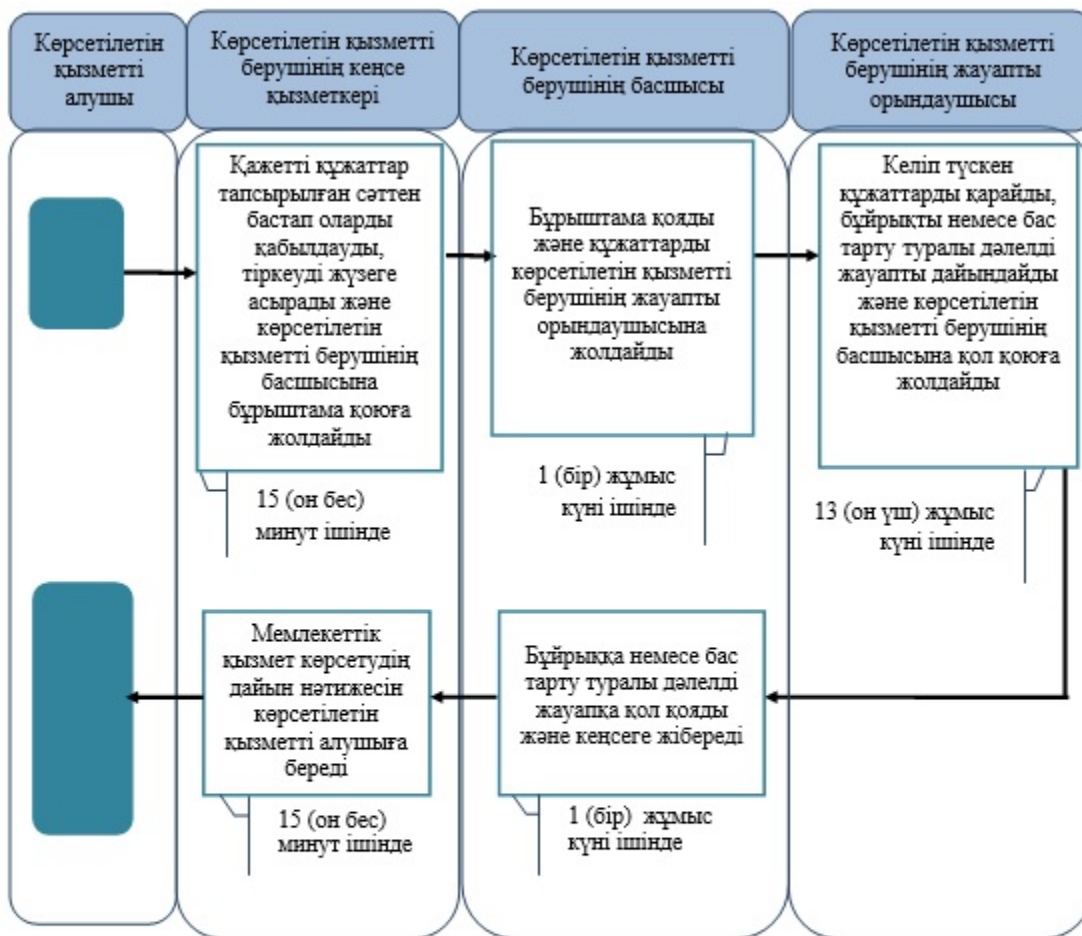 Көрсетілетін
қызметті
алушы
Көрсетілетін қызметті
берушінің кеңсе
қызметкері
Көрсетілетін қызметті
берушінің басшысы
Көрсетілетін қызметті
берушінің жауапты
орындаушысы
Қажетті құжаттар
тапсырылған сәттен
бастап оларды
қабылдауды,
тіркеуді жүзеге
асырады және
көрсетілетін
қызметті берушінің
басшысына
бұрыштама қоюға
жолдайды
15 (он бес)
минут ішінде
Бұрыштама қояды
және құжаттарды
көрсетілетін қызметті
берушінің жауапты
орындаушысына
жолдайды
1 (бір) жұмыс
күні ішінде
Келіп түскен
құжаттарды қарайды,
бұйрықты немесе бас
тарту туралы дәлелді
жауапты дайындайды
және көрсетілетін
қызметті берушінің
басшысына қол қоюға
жолдайды
13 (он үш) жұмыс
күні ішінде
Бұйрыққа немесе бас
тарту туралы дәлелді
жауапқа қол қояды
және кеңсеге жібереді
1 (бір) жұмыс
күні ішінде
Мемлекеттік
қызмет көрсетудің
дайын нәтижесін
көрсетілетін
қызметті алушыға
береді
15 (он бес)
минут ішінде